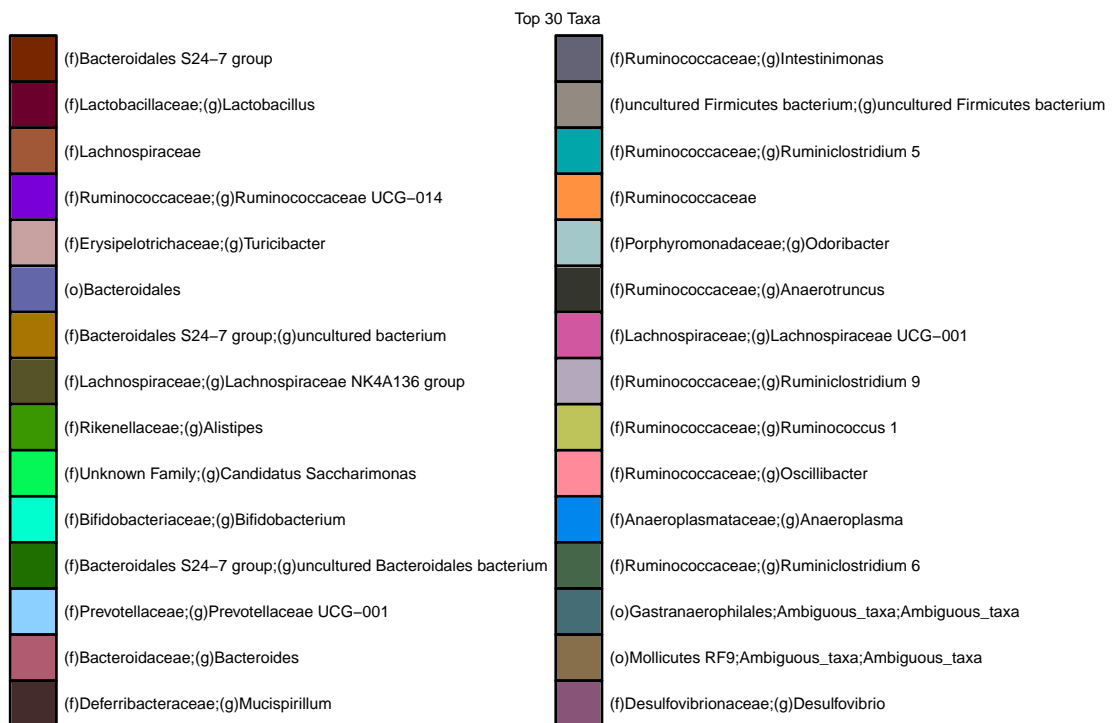 Top 30 Taxa
(f)Bacteroidales S24−7 group
(f)Lactobacillaceae;(g)Lactobacillus
(f)Lachnospiraceae
(f)Ruminococcaceae;(g)Ruminococcaceae UCG−014
(f)Erysipelotrichaceae;(g)Turicibacter
(o)Bacteroidales
(f)Bacteroidales S24−7 group;(g)uncultured bacterium
(f)Lachnospiraceae;(g)Lachnospiraceae NK4A136 group
(f)Rikenellaceae;(g)Alistipes
(f)Unknown Family;(g)Candidatus Saccharimonas
(f)Bifidobacteriaceae;(g)Bifidobacterium
(f)Bacteroidales S24−7 group;(g)uncultured Bacteroidales bacterium
(f)Prevotellaceae;(g)Prevotellaceae UCG−001
(f)Bacteroidaceae;(g)Bacteroides
(f)Deferribacteraceae;(g)Mucispirillum
(f)Ruminococcaceae;(g)Intestinimonas
(f)uncultured Firmicutes bacterium;(g)uncultured Firmicutes bacterium
(f)Ruminococcaceae;(g)Ruminiclostridium 5
(f)Ruminococcaceae
(f)Porphyromonadaceae;(g)Odoribacter
(f)Ruminococcaceae;(g)Anaerotruncus
(f)Lachnospiraceae;(g)Lachnospiraceae UCG−001
(f)Ruminococcaceae;(g)Ruminiclostridium 9
(f)Ruminococcaceae;(g)Ruminococcus 1
(f)Ruminococcaceae;(g)Oscillibacter
(f)Anaeroplasmataceae;(g)Anaeroplasma
(f)Ruminococcaceae;(g)Ruminiclostridium 6
(o)Gastranaerophilales;Ambiguous_taxa;Ambiguous_taxa
(o)Mollicutes RF9;Ambiguous_taxa;Ambiguous_taxa
(f)Desulfovibrionaceae;(g)Desulfovibrio